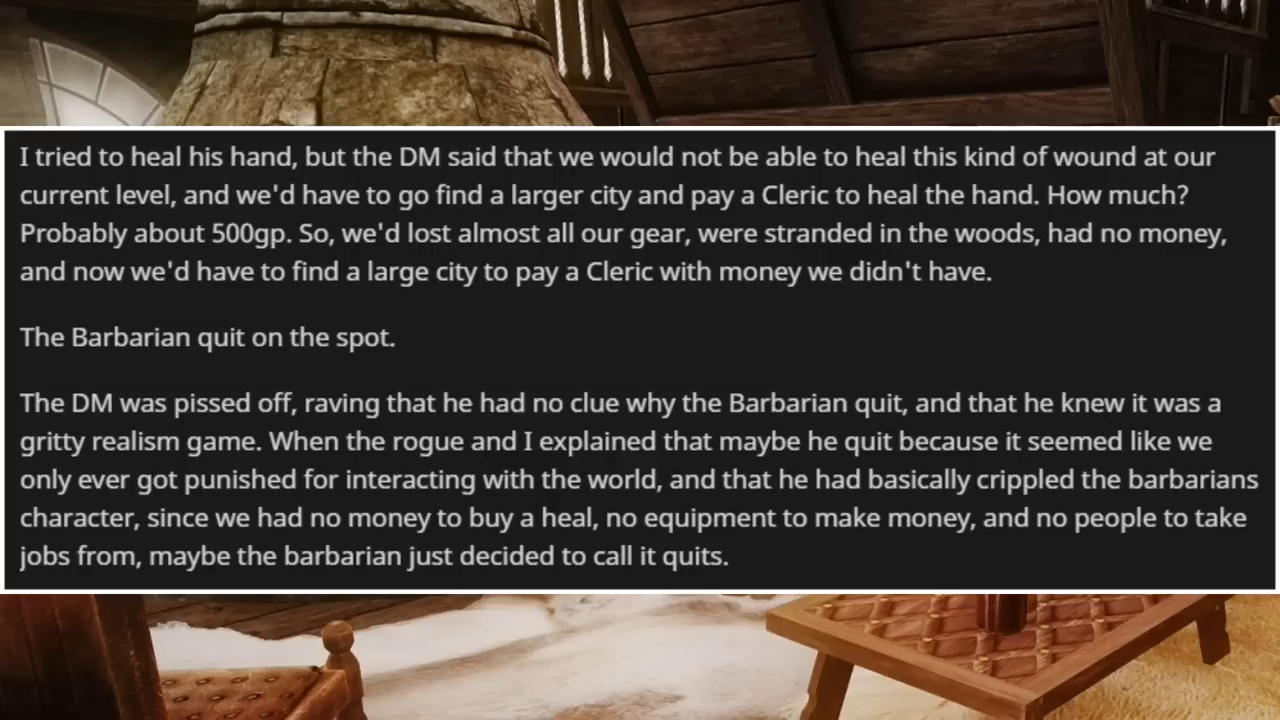 I tried to heal his hand, but the DM said that we would not be able to heal this kind of wound at our
current level, and we'd have to go find a larger city and pay a Cleric to heal the hand. How much?
Probably about 500gp. So, we'd lost almost all our gear, were stranded in the woods, had no money,
and now we'd have to find a large city to pay a Cleric with money we didn't have.
The Barbarian quit on the spot.
The DM was pissed off, raving that he had no clue why the Barbarian quit, and that he knew it was a
gritty realism game. When the rogue and I explained that maybe he quit because it seemed like we
only ever got punished for interacting with the world, and that he had basically crippled the barbarians
character, since we had no money to buy a heal, no equipment to make money, and no people to take
jobs from, maybe the barbarian just decided to call it quits.